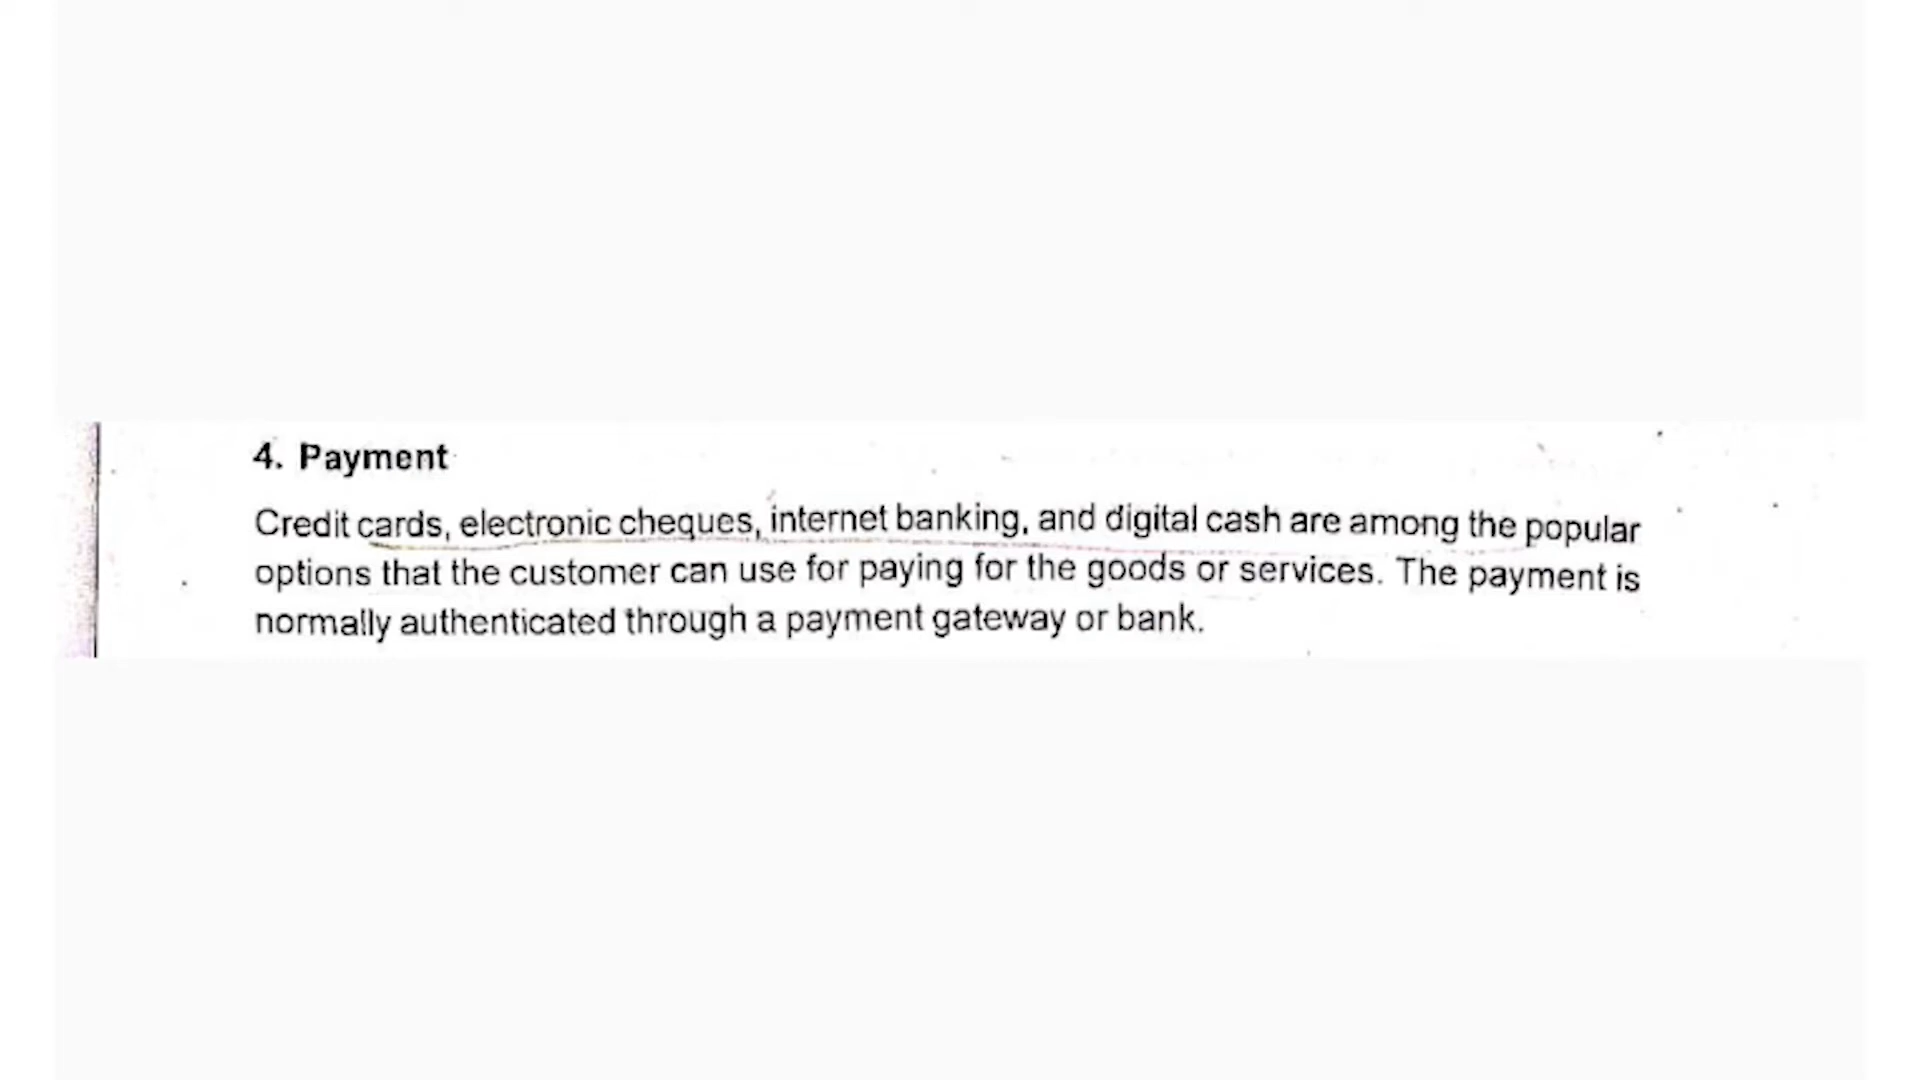 4. Payment
Credit cards, electronic cheques, internet banking, and digital cash are among the popular
options that the customer can use for paying for the goods or services. The payment is
normally authenticated through a payment gateway or bank.